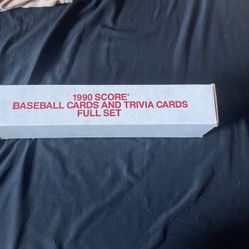 1990 SCORE®
BASEBALL CARDS AND TRIVIA CARDS
FULL SET